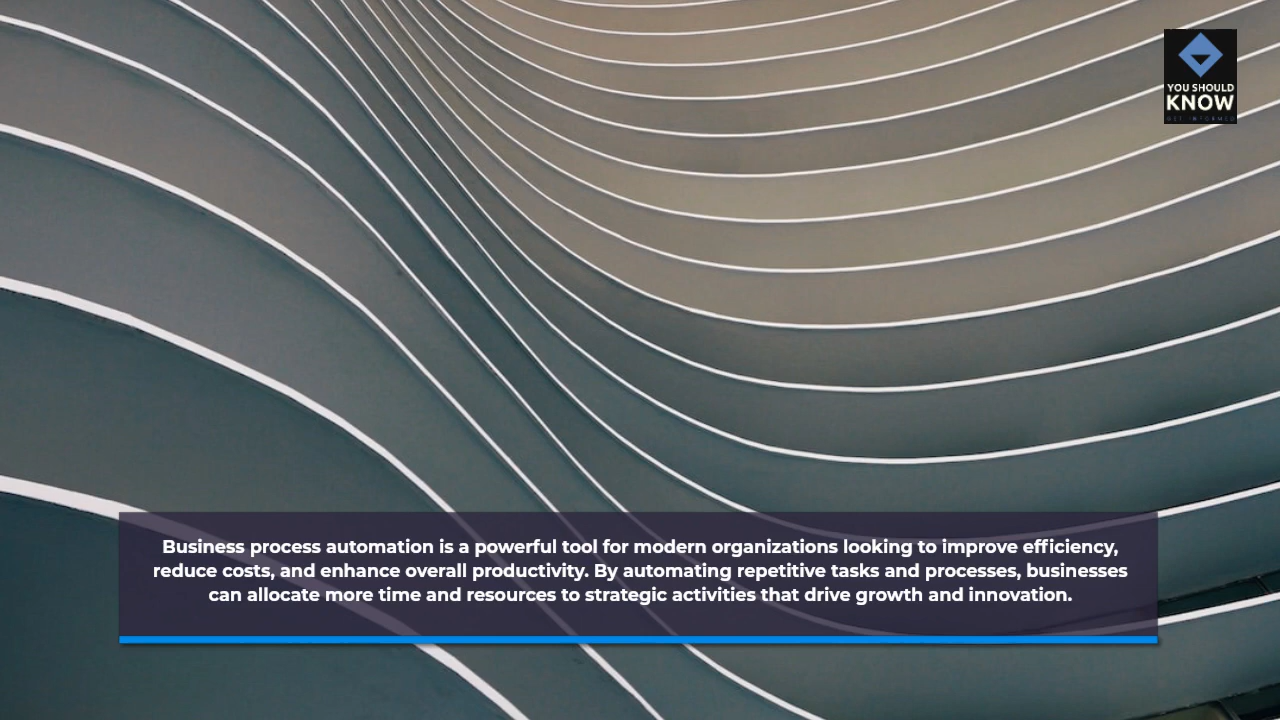 YOU SHOULD
KNOW
GET INFORMED
Business process automation is a powerful tool for modern organizations looking to improve efficiency,
reduce costs, and enhance overall productivity. By automating repetitive tasks and processes, businesses
can allocate more time and resources to strategic activities that drive growth and innovation.